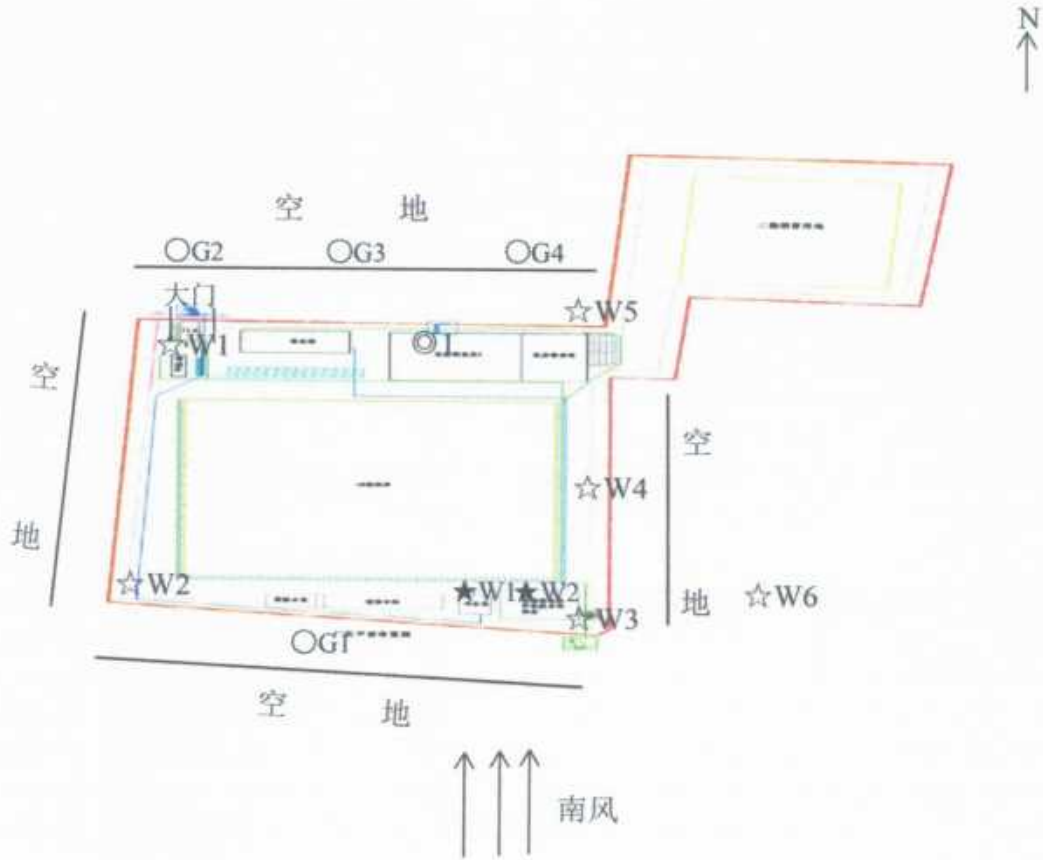 N
空 地
○G2 ○G3 ○G4
大门
☆W5
☆W1
◎1
空
地
空
地
☆W4
☆W2
★W1 ★W2
☆W3
☆W6
○G1
空 地
南风